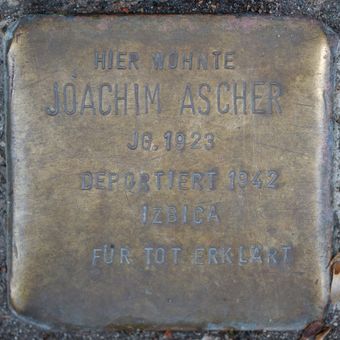 HIER WOHNTE
JOACHIM ASCHER
JG. 1923
DEPORTIERT 1942
IZBICA
FÜR TOT ERKLÄRT